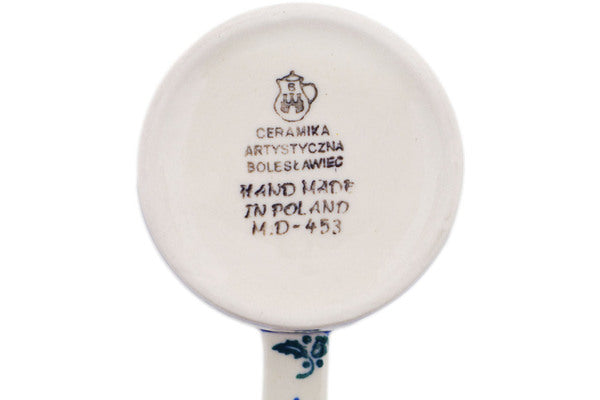 B
CERAMIKA
ARTYSTYCZNA
BOLESŁAWIEC
HAND MADE
IN POLAND
M.D-453